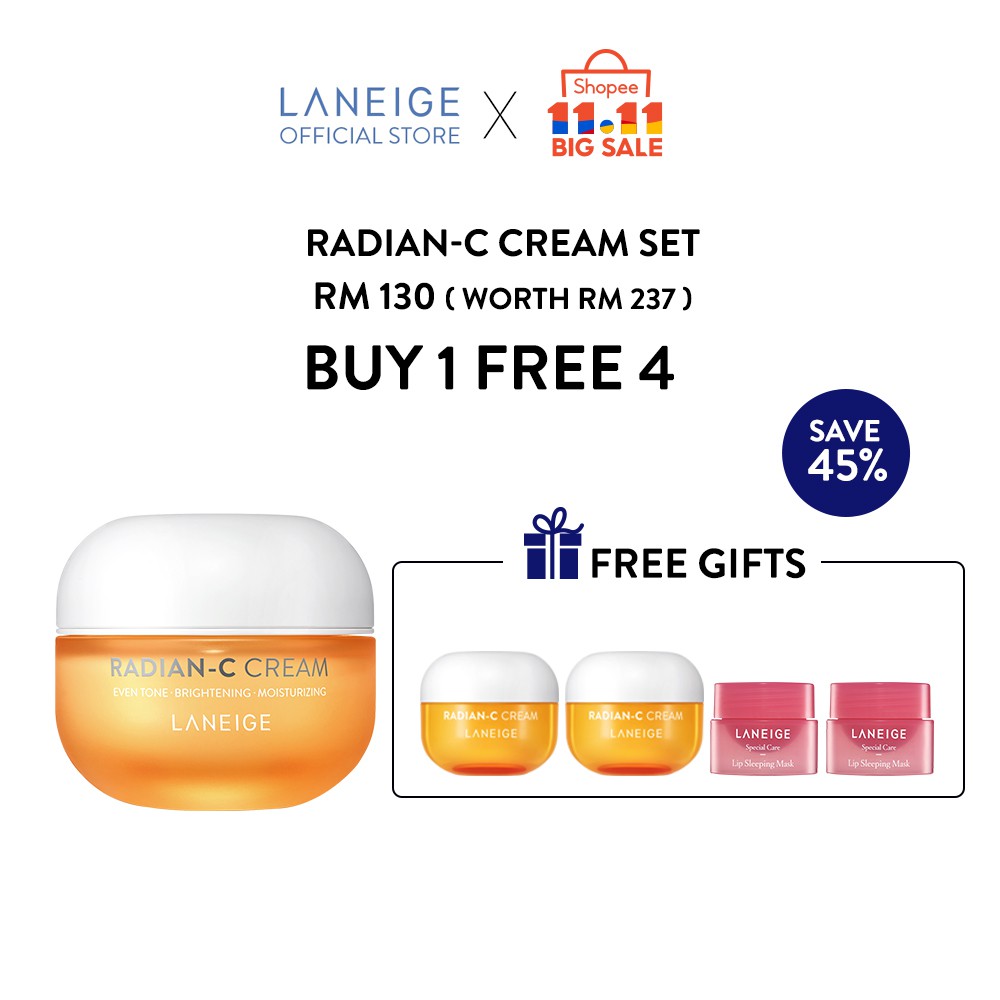 LANEIGE
OFFICIAL STORE
X
Shopee
11.11
BIG SALE
RADIAN-C CREAM SET
RM 130 ( WORTH RM 237 )
BUY 1 FREE 4
SAVE
45%
FREE GIFTS
RADIAN-C CREAM
EVEN TONE · BRIGHTENING · MOISTURIZING
LANEIGE
RADIAN-C CREAM
LANEIGE
RADIAN-C CREAM
LANEIGE
LANEIGE
Special Care
Lip Sleeping Mask
LANEIGE
Special Care
Lip Sleeping Mask